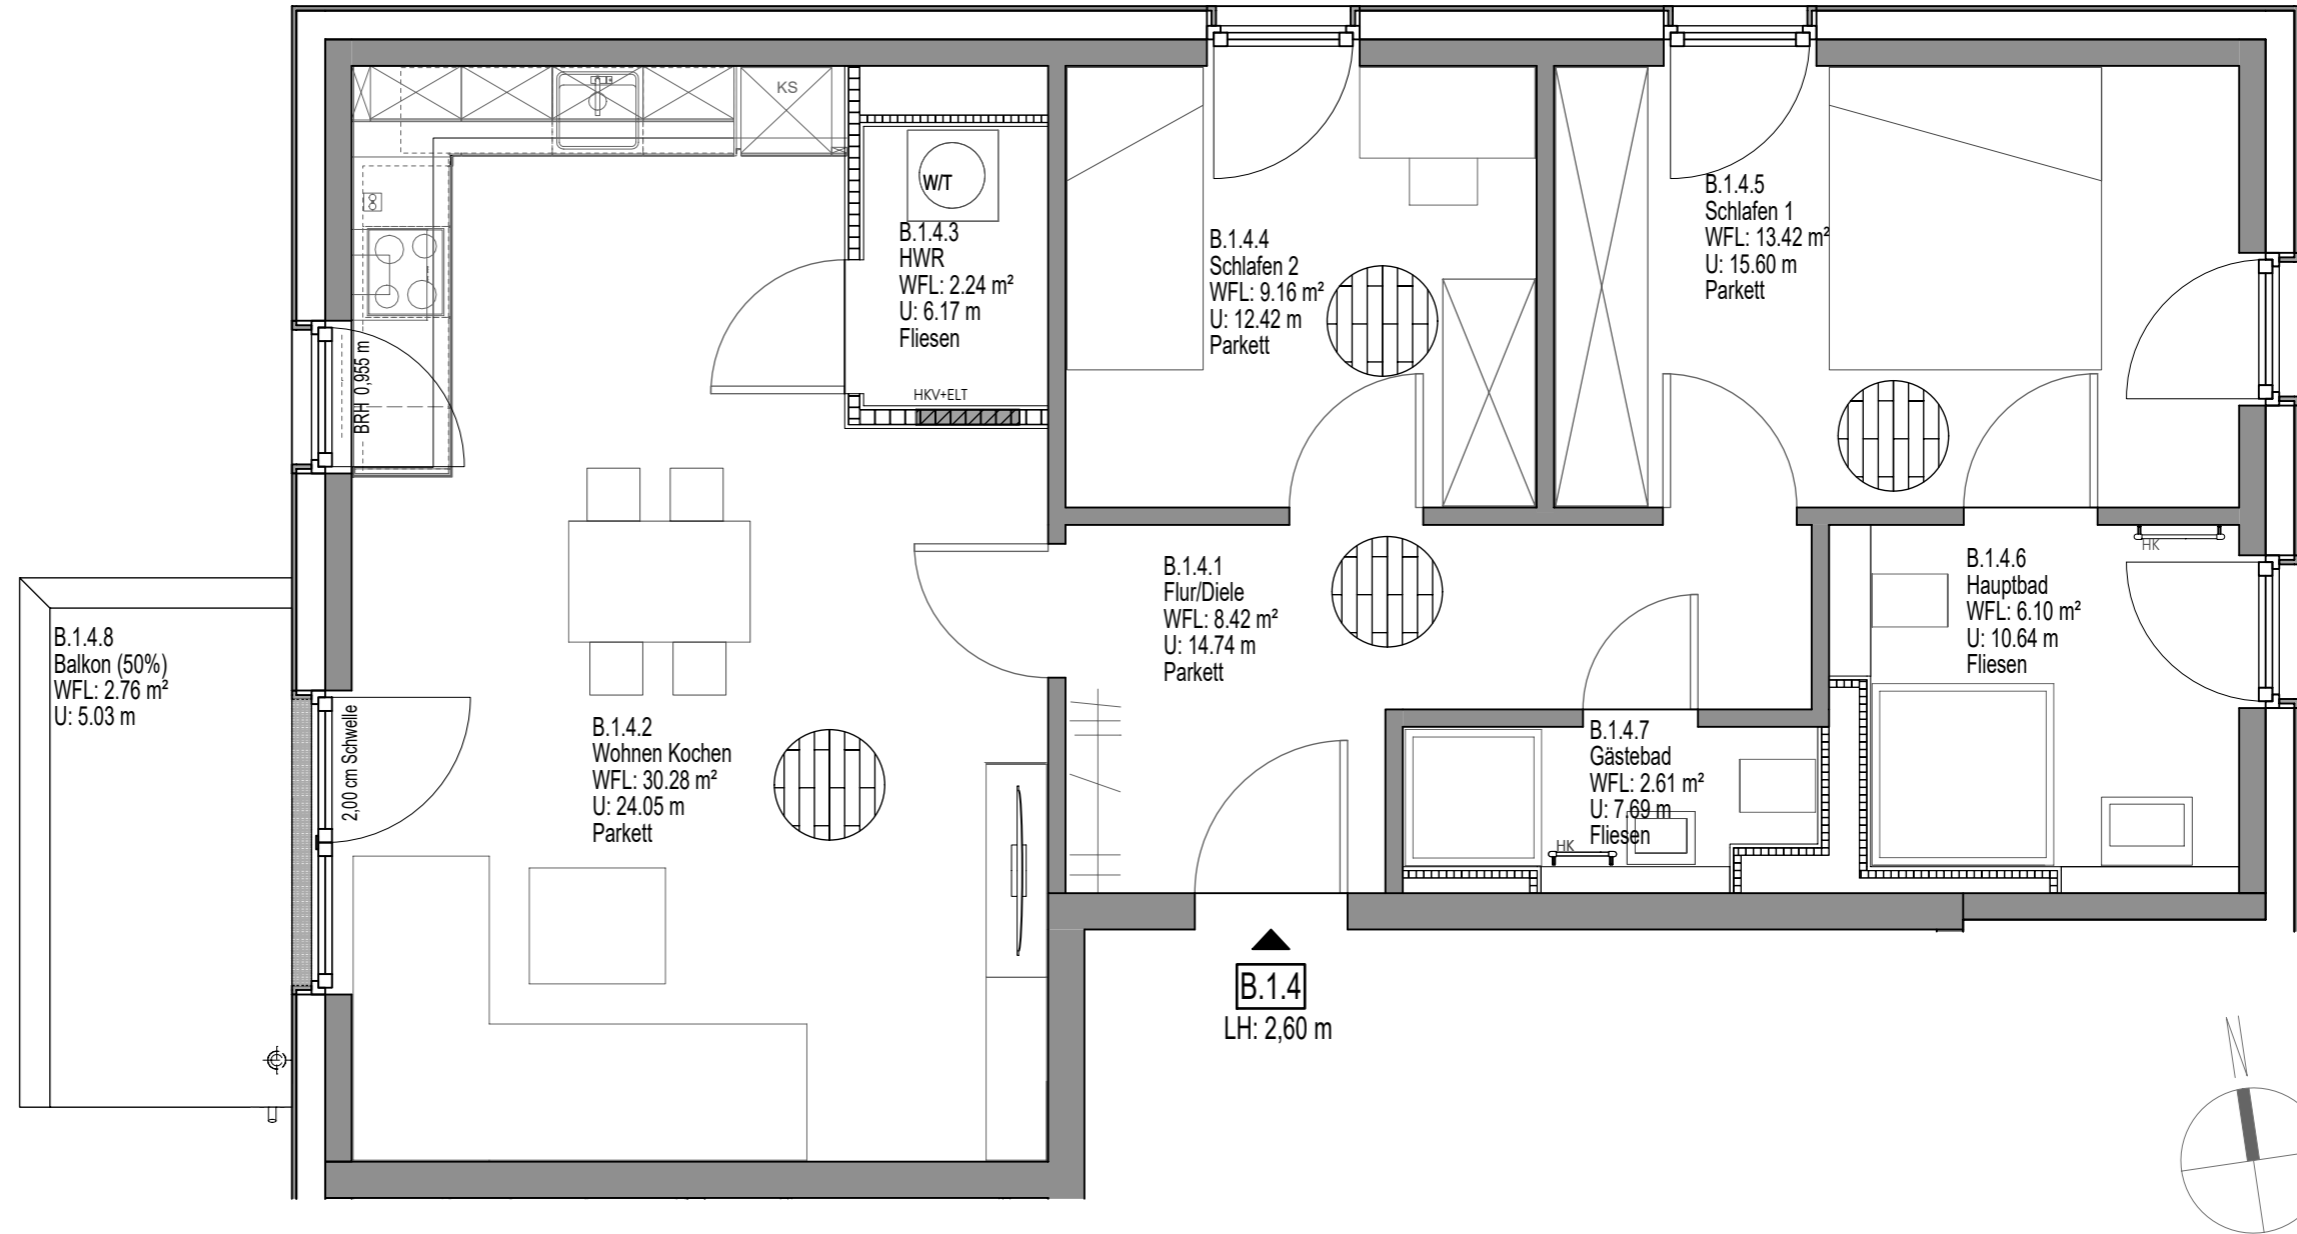 KS
W/T
B.1.4.3
HWR
WFL: 2.24 m²
U: 6.17 m
Fliesen
HKV+ELT
B.1.4.4
Schlafen 2
WFL: 9.16 m²
U: 12.42 m
Parkett
B.1.4.5
Schlafen 1
WFL: 13.42 m²
U: 15.60 m
Parkett
BRH 0,955 m
B.1.4.1
Flur/Diele
WFL: 8.42 m²
U: 14.74 m
Parkett
HK
B.1.4.6
Hauptbad
WFL: 6.10 m²
U: 10.64 m
Fliesen
B.1.4.8
Balkon (50%)
WFL: 2.76 m²
U: 5.03 m
2,00 cm Schwelle
B.1.4.2
Wohnen Kochen
WFL: 30.28 m²
U: 24.05 m
Parkett
B.1.4.7
Gästebad
WFL: 2.61 m²
U: 7.69 m
Fliesen
HK
B.1.4
LH: 2,60 m
N